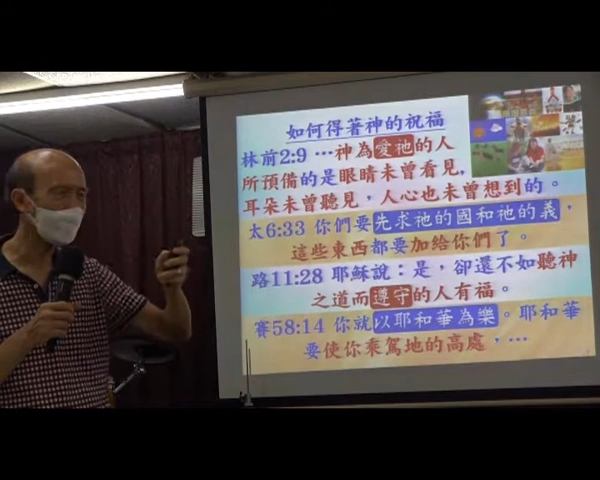 如何得著神的祝福
林前2:9 …神為愛祂的人
所預備的是眼睛未曾看見,
耳朵未曾聽見，人心也未曾想到的。
太6:33 你們要先求祂的國和祂的義,
這些東西都要加给你們了。
路11:28 耶穌說：是，卻還不如聽神
之道而遵守的人有福。
賽58:14 你就以耶和華為樂。耶和華
要使你乘駕地的高處，…